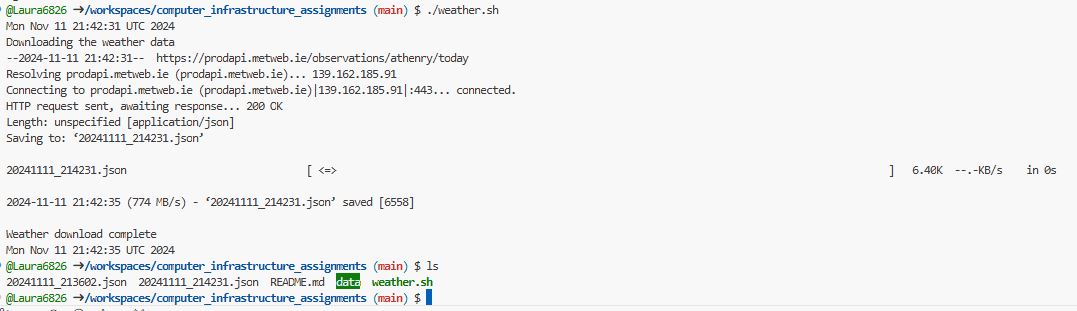 @Laura6826 →/workspaces/computer_infrastructure_assignments (main) $ ./weather.sh
Mon Nov 11 21:42:31 UTC 2024
Downloading the weather data
--2024-11-11 21:42:31--  https://prodapi.metweb.ie/observations/athenry/today
Resolving prodapi.metweb.ie (prodapi.metweb.ie)... 139.162.185.91
Connecting to prodapi.metweb.ie (prodapi.metweb.ie)|139.162.185.91|:443... connected.
HTTP request sent, awaiting response... 200 OK
Length: unspecified [application/json]
Saving to: ‘20241111_214231.json’
20241111_214231.json [ <=> ] 6.40K --.-KB/s in 0s
2024-11-11 21:42:35 (774 MB/s) - ‘20241111_214231.json’ saved [6558]
Weather download complete
Mon Nov 11 21:42:35 UTC 2024
@Laura6826 →/workspaces/computer_infrastructure_assignments (main) $ ls
20241111_213602.json 20241111_214231.json README.md data weather.sh
@Laura6826 →/workspaces/computer_infrastructure_assignments (main) $